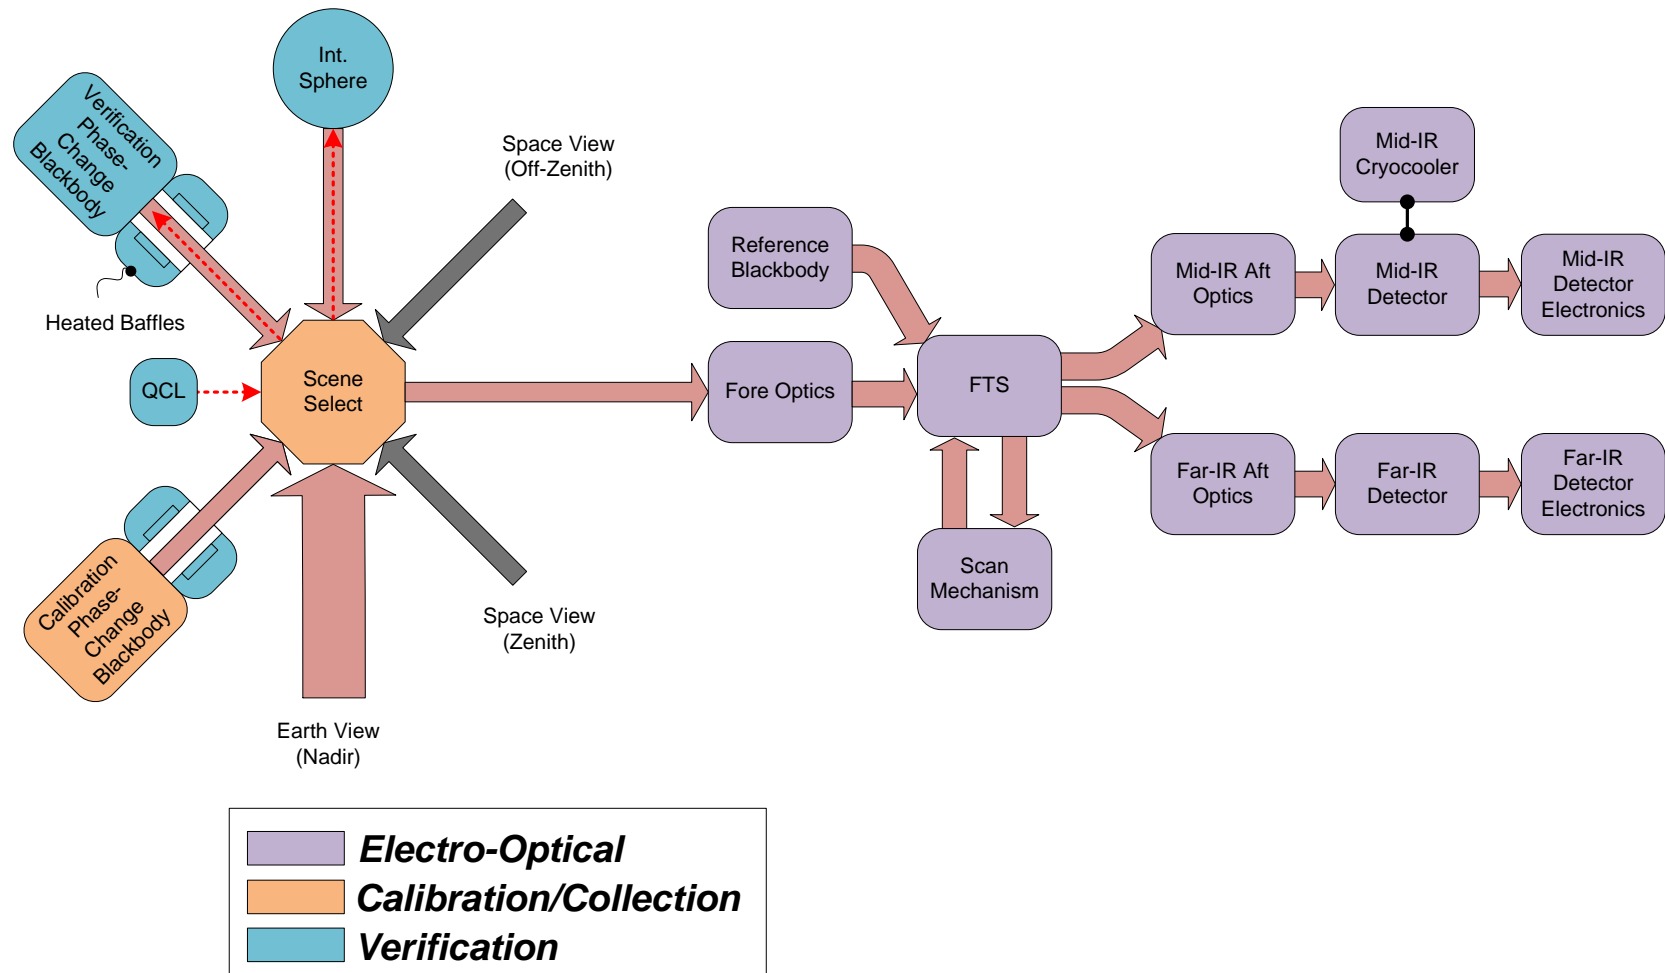 Int.
Sphere
Verification
Phase-
Change
Blackbody
Space View
(Off-Zenith)
Heated Baffles
QCL
Scene
Select
Calibration
Phase-
Change
Blackbody
Space View
(Zenith)
Earth View
(Nadir)
Reference
Blackbody
Fore Optics
FTS
Scan
Mechanism
Mid-IR
Cryocooler
Mid-IR Aft
Optics
Mid-IR
Detector
Mid-IR
Detector
Electronics
Far-IR Aft
Optics
Far-IR
Detector
Far-IR
Detector
Electronics
Electro-Optical
Calibration/Collection
Verification